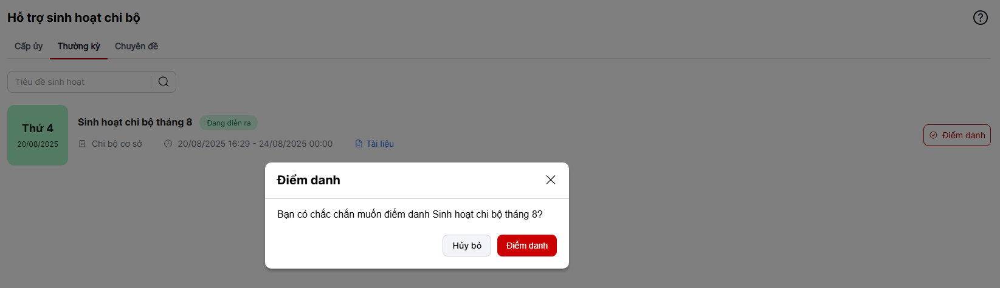 Hỗ trợ sinh hoạt chi bộ
Cấp ủy Thường kỳ Chuyên đề
Tiêu đề sinh hoạt
Thứ 4
20/08/2025
Sinh hoạt chi bộ tháng 8 Đang diễn ra
Chi bộ cơ sở 20/08/2025 16:29 - 24/08/2025 00:00 Tài liệu
Điểm danh
Điểm danh
Bạn có chắc chắn muốn điểm danh Sinh hoạt chi bộ tháng 8?
Hủy bỏ Điểm danh